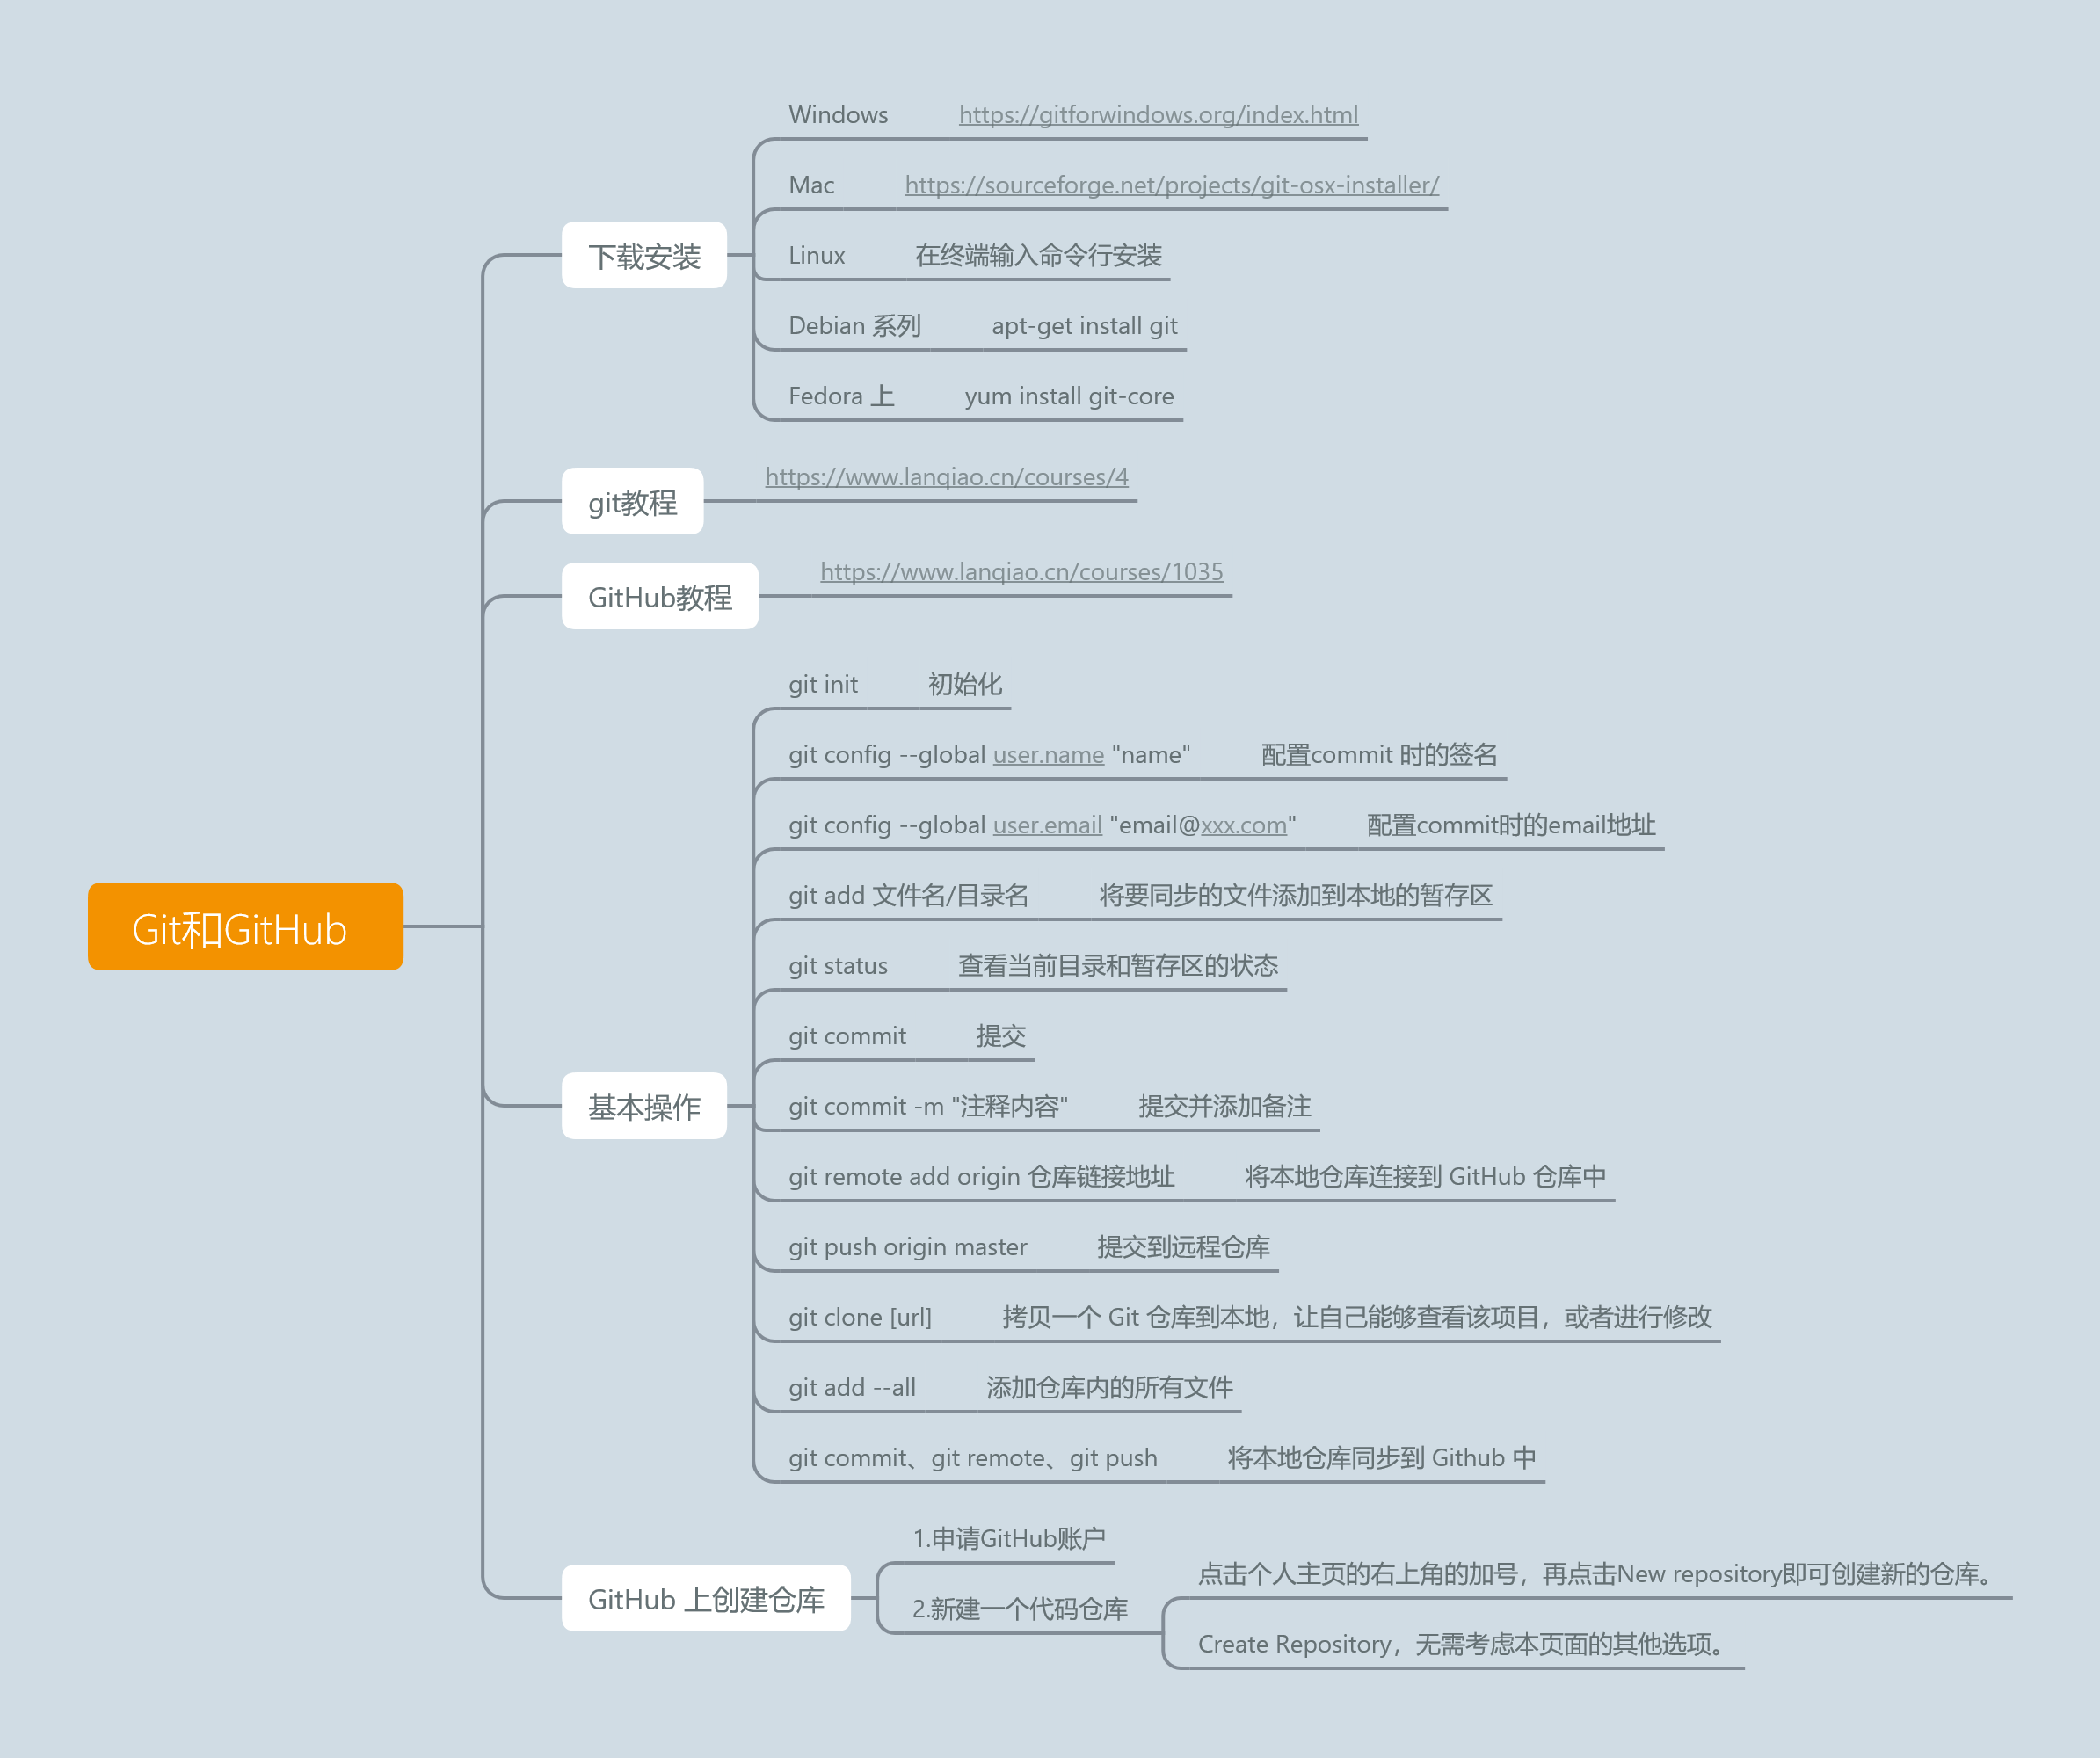 Windows https://gitforwindows.org/index.html
Mac https://sourceforge.net/projects/git-osx-installer/
下载安装
Linux 在终端输入命令行安装
Debian 系列 apt-get install git
Fedora 上 yum install git-core
git教程
https://www.lanqiao.cn/courses/4
GitHub教程
https://www.lanqiao.cn/courses/1035
git init 初始化
git config --global user.name "name" 配置commit 时的签名
git config --global user.email "email@xxx.com" 配置commit时的email地址
git add 文件名/目录名 将要同步的文件添加到本地的暂存区
Git和GitHub
git status 查看当前目录和暂存区的状态
git commit 提交
基本操作
git commit -m "注释内容" 提交并添加备注
git remote add origin 仓库链接地址 将本地仓库连接到 GitHub 仓库中
git push origin master 提交到远程仓库
git clone [url] 拷贝一个 Git 仓库到本地，让自己能够查看该项目，或者进行修改
git add --all 添加仓库内的所有文件
git commit、git remote、git push 将本地仓库同步到 Github 中
GitHub 上创建仓库
1.申请GitHub账户
2.新建一个代码仓库
点击个人主页的右上角的加号，再点击New repository即可创建新的仓库。
Create Repository，无需考虑本页面的其他选项。